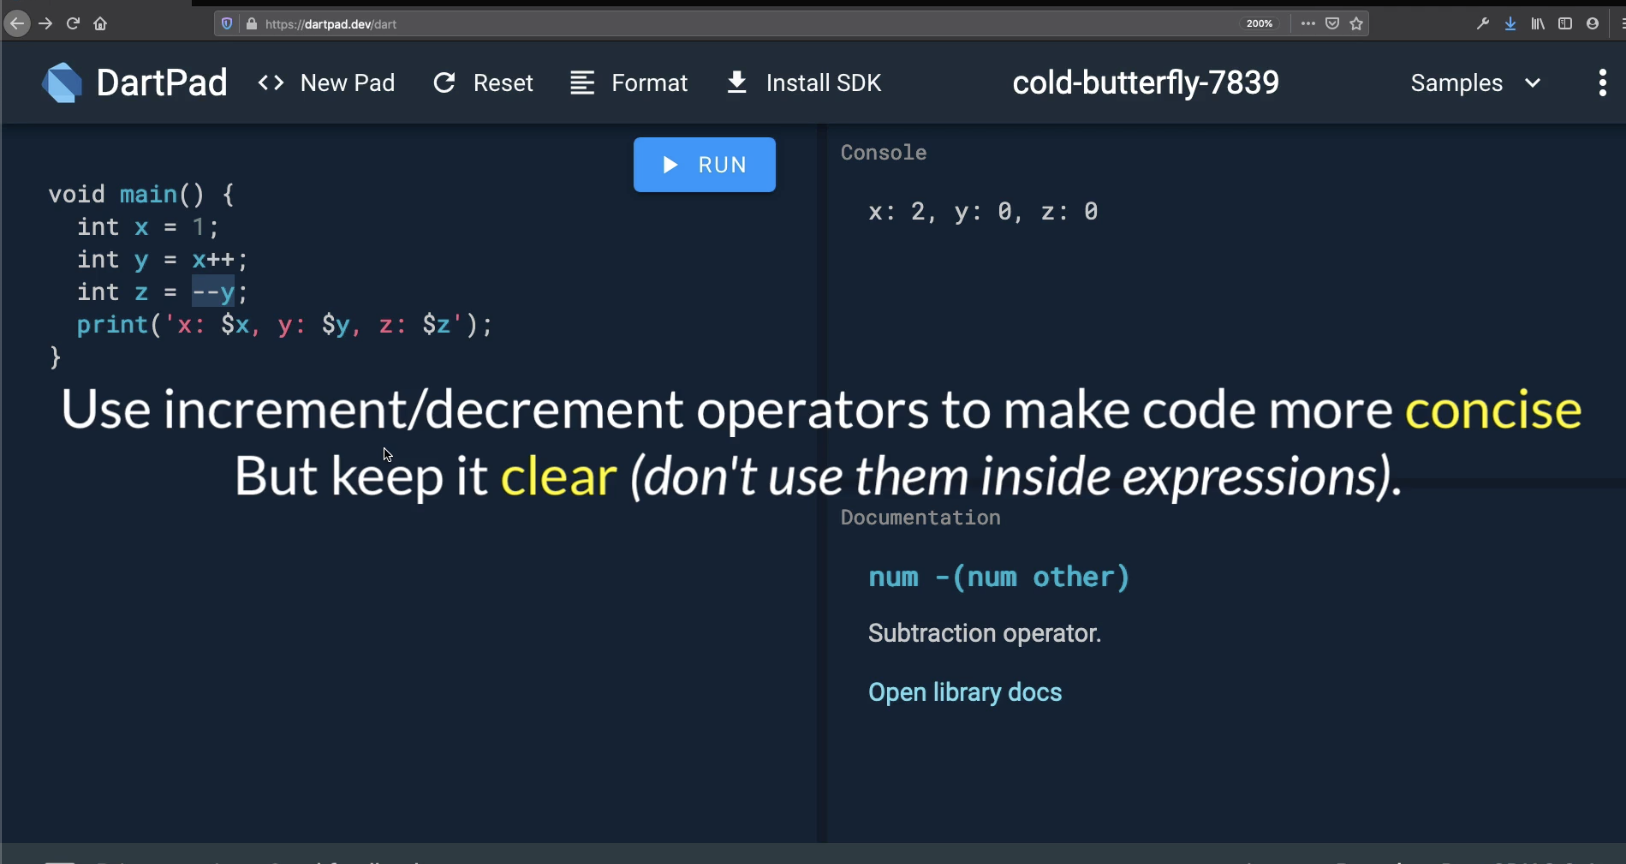 https://dartpad.dev/dart
200%
DartPad
<> New Pad
Reset
Format
Install SDK
cold-butterfly-7839
Samples
RUN
void main() {
int x = 1;
int y = x++;
int z = --y;
print('x: $x, y: $y, z: $z');
}
Console
x: 2, y: 0, z: 0
Use increment/decrement operators to make code more concise
But keep it clear (don't use them inside expressions).
Documentation
num -(num other)
Subtraction operator.
Open library docs